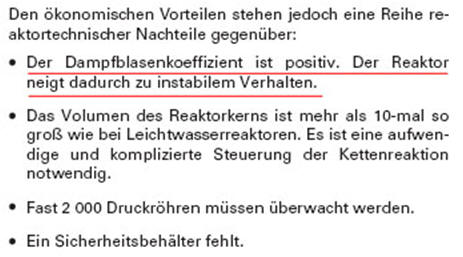 Den ökonomischen Vorteilen stehen jedoch eine Reihe re-
aktortechnischer Nachteile gegenüber:
• Der Dampfblasenkoeffizient ist positiv. Der Reaktor
neigt dadurch zu instabilem Verhalten.
• Das Volumen des Reaktorkerns ist mehr als 10-mal so
groß wie bei Leichtwasserreaktoren. Es ist eine aufwen-
dige und komplizierte Steuerung der Kettenreaktion
notwendig.
• Fast 2 000 Druckröhren müssen überwacht werden.
• Ein Sicherheitsbehälter fehlt.